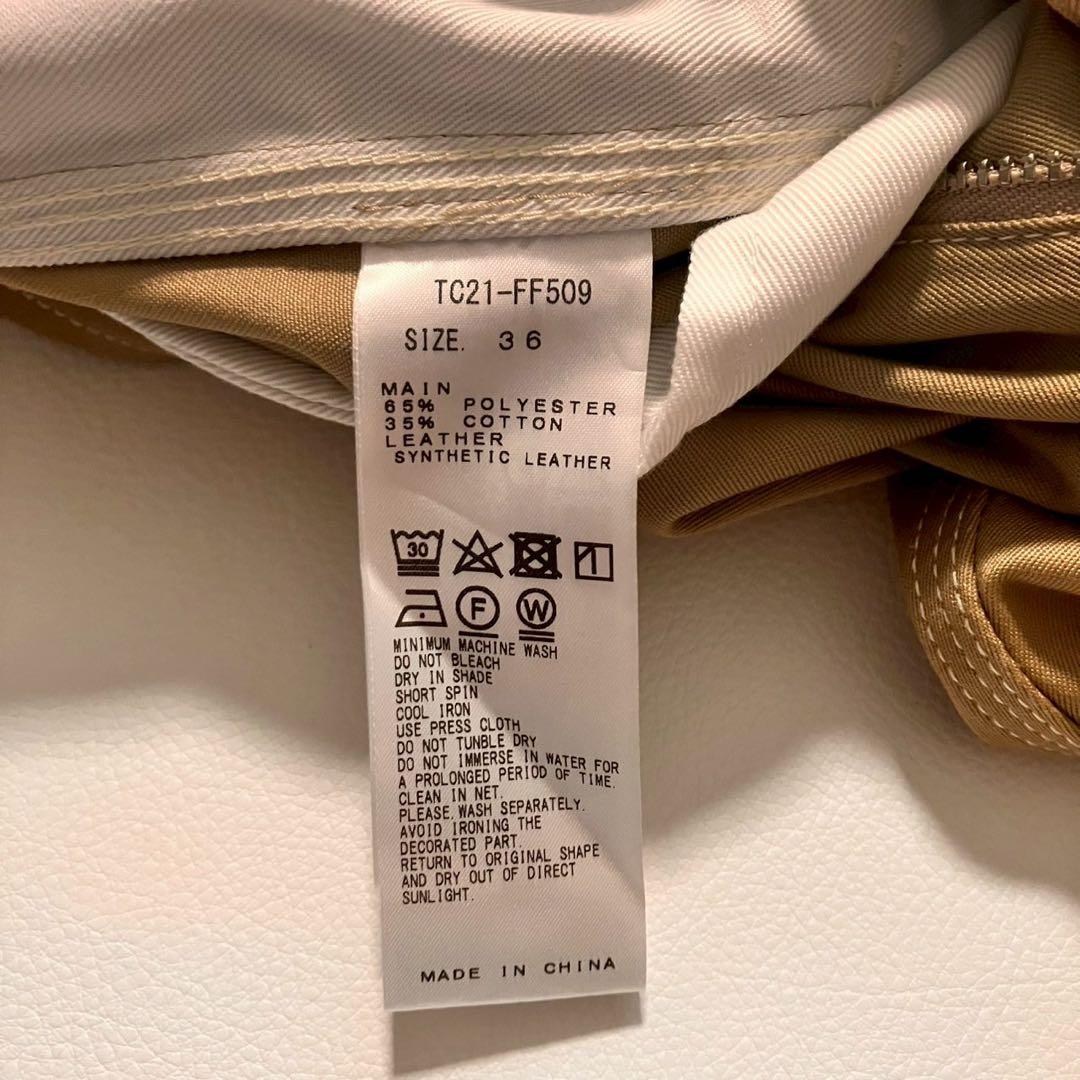 TC21-FF509
SIZE. 36
MAIN
65% POLYESTER
35% COTTON
LEATHER
SYNTHETIC LEATHER
30
F W
MINIMUM MACHINE WASH
DO NOT BLEACH
DRY IN SHADE
SHORT SPIN
COOL IRON
USE PRESS CLOTH
DO NOT TUNBLE DRY
DO NOT IMMERSE IN WATER FOR
A PROLONGED PERIOD OF TIME.
CLEAN IN NET.
PLEASE.WASH SEPARATELY.
AVOID IRONING THE
DECORATED PART.
RETURN TO ORIGINAL SHAPE
AND DRY OUT OF DIRECT
SUNLIGHT.
MADE IN CHINA